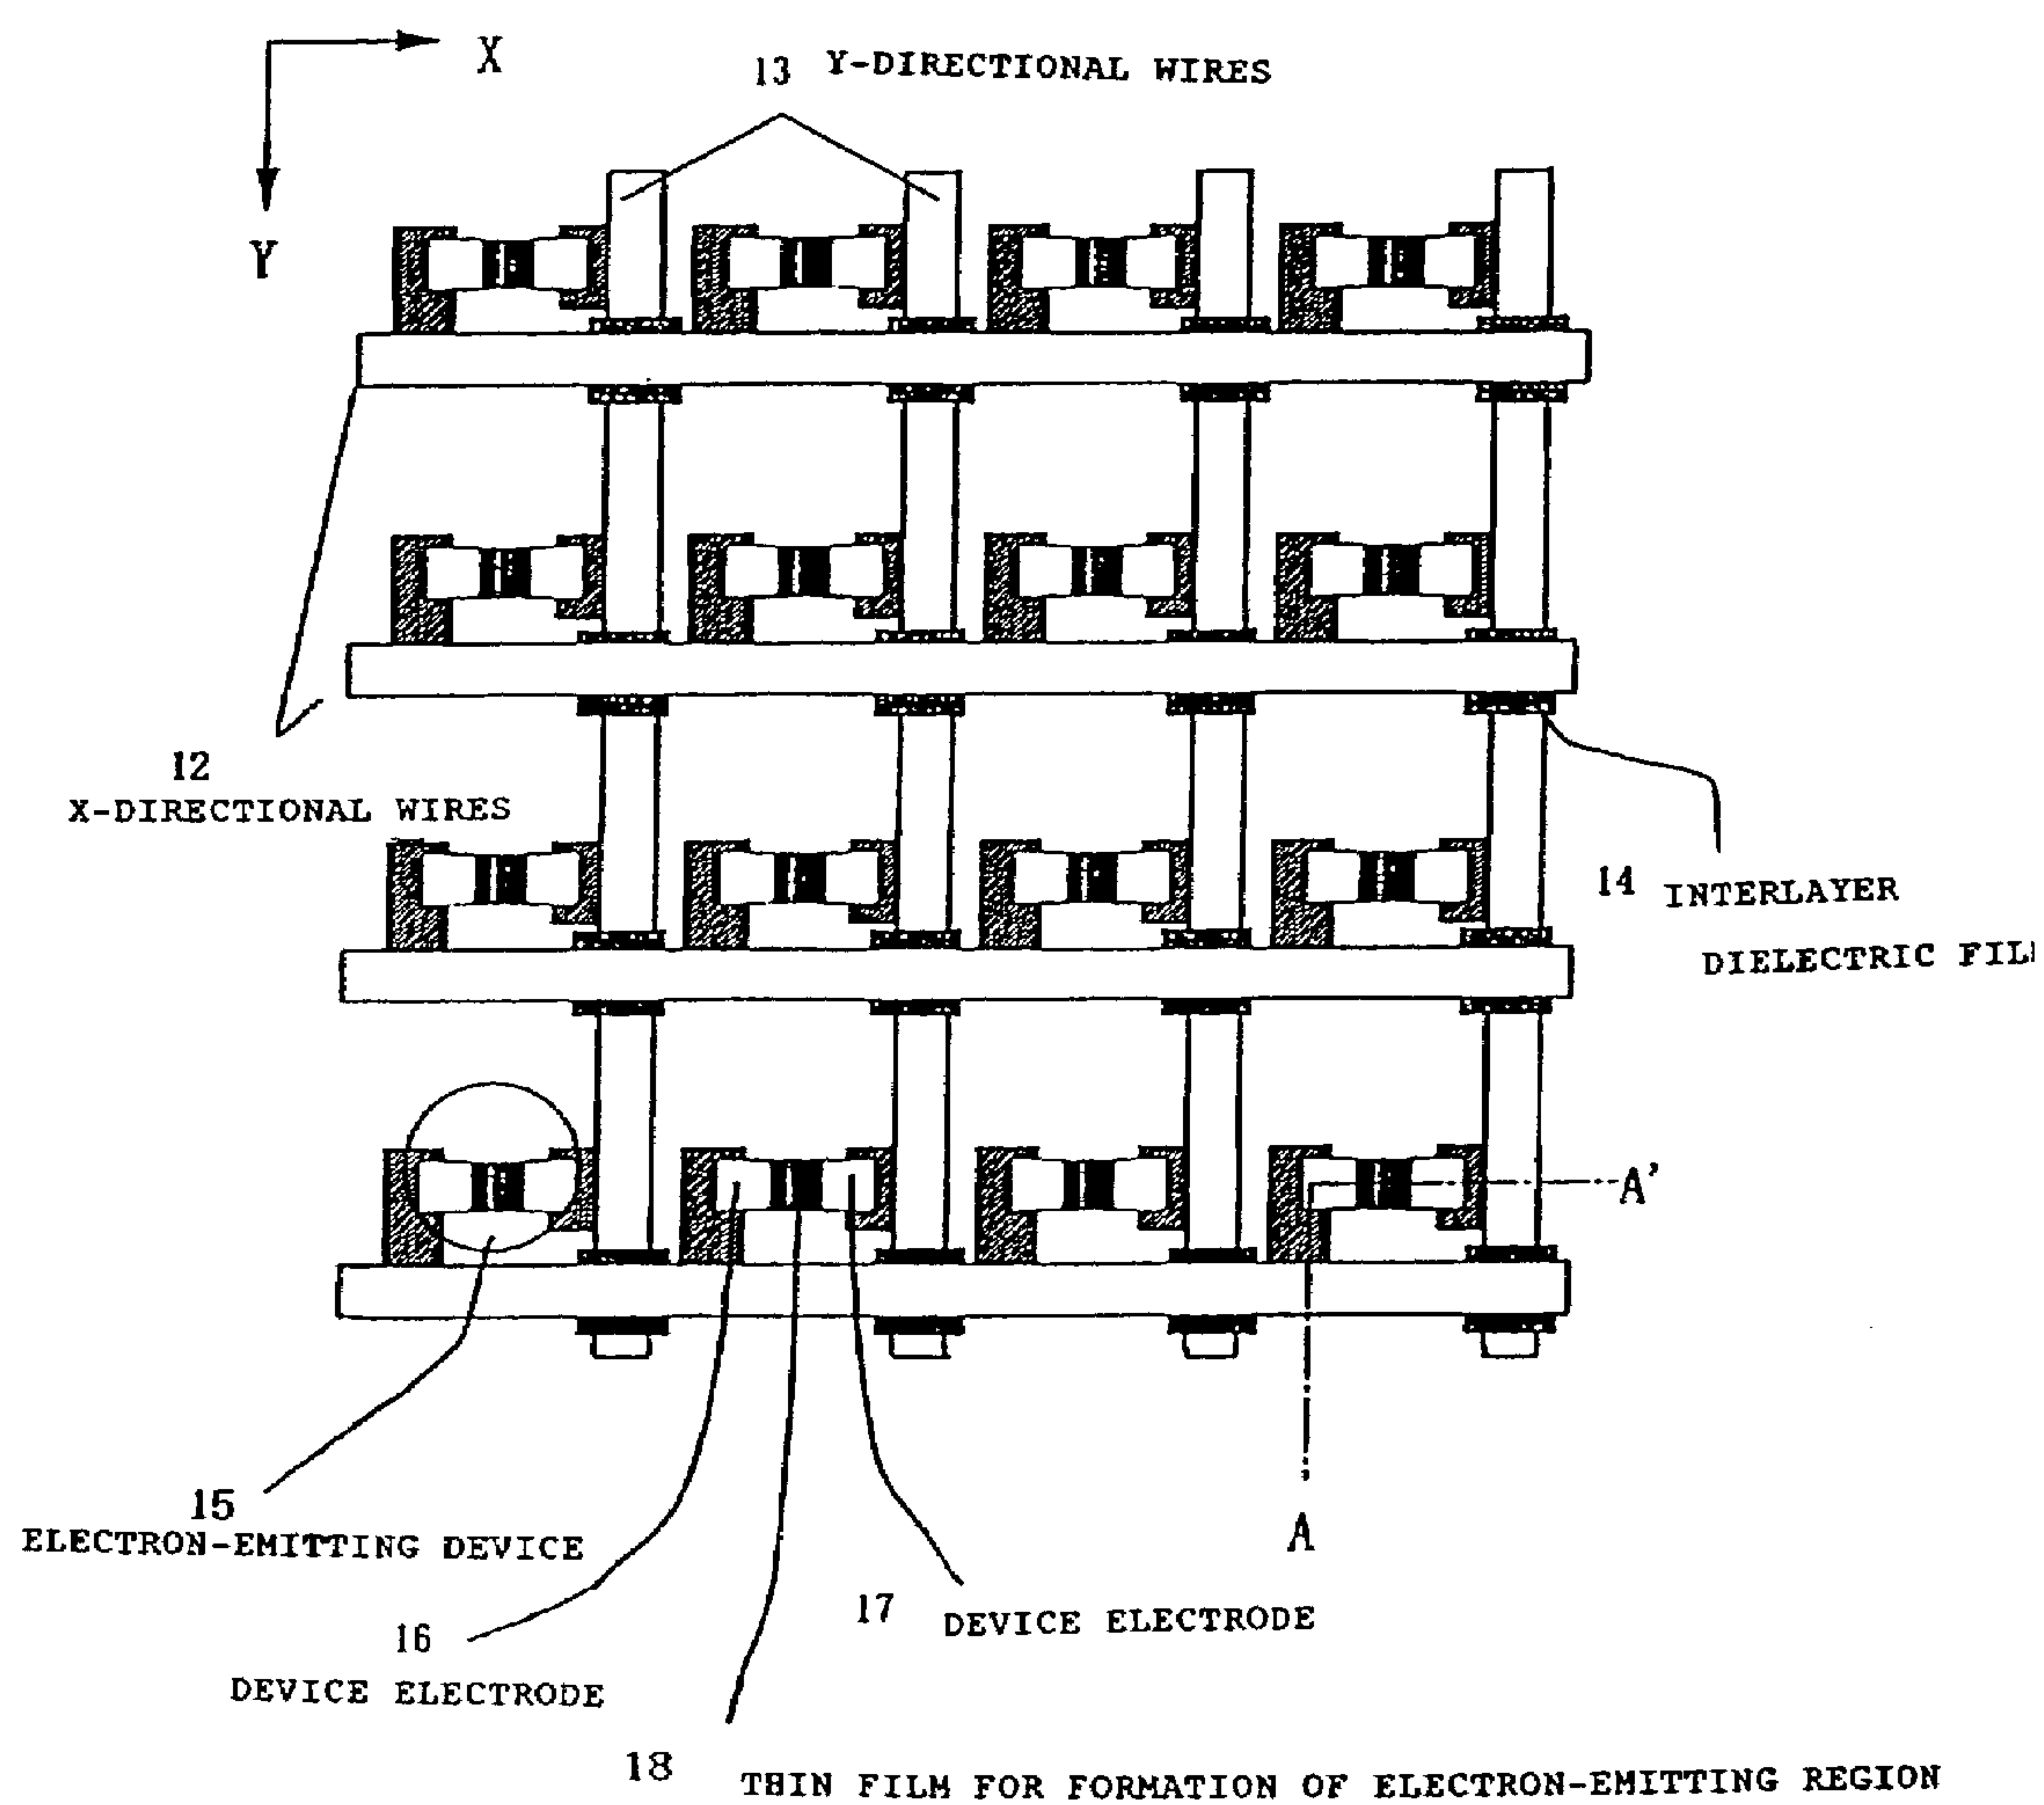 X
13 Y-DIRECTIONAL WIRES
Y
12
X-DIRECTIONAL WIRES
14 INTERLAYER
DIELECTRIC FIL
A'
A
15
ELECTRON-EMITTING DEVICE
17 DEVICE ELECTRODE
16
DEVICE ELECTRODE
18 THIN FILM FOR FORMATION OF ELECTRON-EMITTING REGION